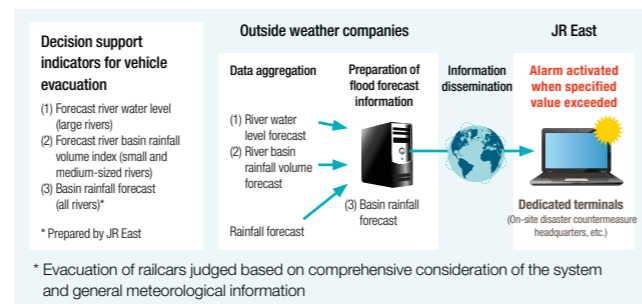 Decision support
indicators for vehicle
evacuation
(1) Forecast river water level
(large rivers)
(2) Forecast river basin rainfall
volume index (small and
medium-sized rivers)
(3) Basin rainfall forecast
(all rivers)*
* Prepared by JR East
Outside weather companies
Data aggregation
(1) River water
level forecast
(2) River basin
rainfall volume
forecast
Rainfall forecast
Preparation of
flood forecast
information
(3) Basin rainfall
forecast
Information
dissemination
JR East
Alarm activated
when specified
value exceeded
Dedicated terminals
(On-site disaster countermeasure
headquarters, etc.)
* Evacuation of railcars judged based on comprehensive consideration of the system
and general meteorological information